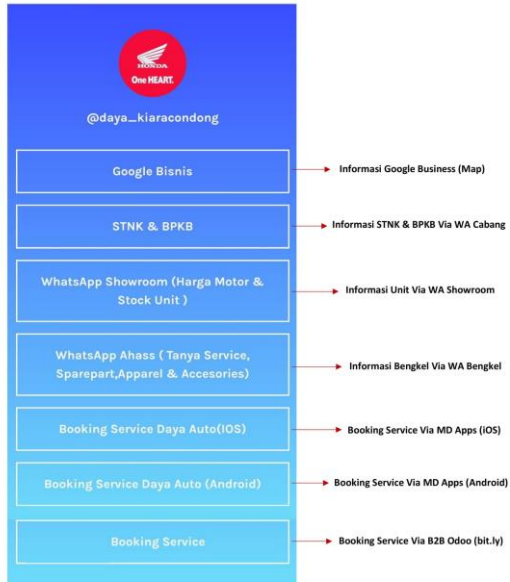 HONDA
One HEART.
@daya_kiaracondong
Google Bisnis
Informasi Google Business (Map)
STNK & BPKB
Informasi STNK & BPKB Via WA Cabang
WhatsApp Showroom (Harga Motor &
Stock Unit )
Informasi Unit Via WA Showroom
WhatsApp Ahass ( Tanya Service,
Sparepart,Apparel & Accesories)
Informasi Bengkel Via WA Bengkel
Booking Service Daya Auto(IOS)
Booking Service Via MD Apps (iOS)
Booking Service Daya Auto (Android)
Booking Service Via MD Apps (Android)
Booking Service
Booking Service Via B2B Odoo (bit.ly)